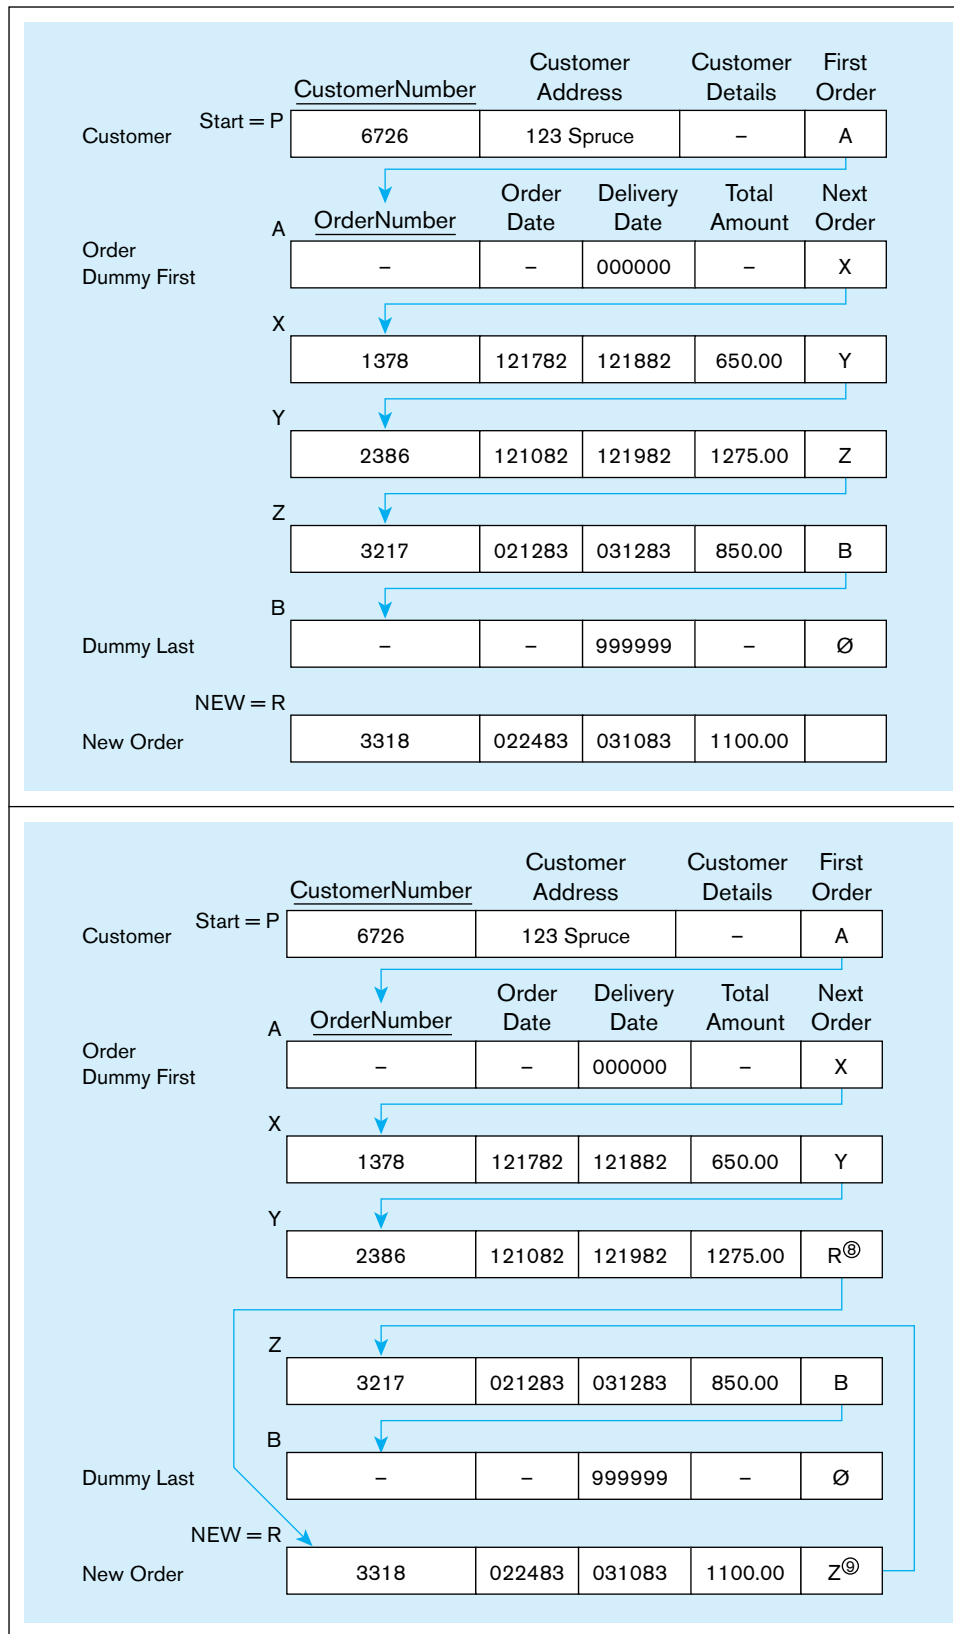 Customer Customer First
CustomerNumber Address Details Order
Start = P
Customer 6726 123 Spruce – A
Order Delivery Total Next
A OrderNumber Date Date Amount Order
Order
Dummy First – – 000000 – X
X
1378 121782 121882 650.00 Y
Y
2386 121082 121982 1275.00 Z
Z
3217 021283 031283 850.00 B
B
Dummy Last – – 999999 – Ø
NEW = R
New Order 3318 022483 031083 1100.00
Customer Customer First
CustomerNumber Address Details Order
Start = P
Customer 6726 123 Spruce – A
Order Delivery Total Next
A OrderNumber Date Date Amount Order
Order
Dummy First – – 000000 – X
X
1378 121782 121882 650.00 Y
Y
2386 121082 121982 1275.00 R⑧
Z
3217 021283 031283 850.00 B
B
Dummy Last – – 999999 – Ø
NEW = R
New Order 3318 022483 031083 1100.00 Z⑨